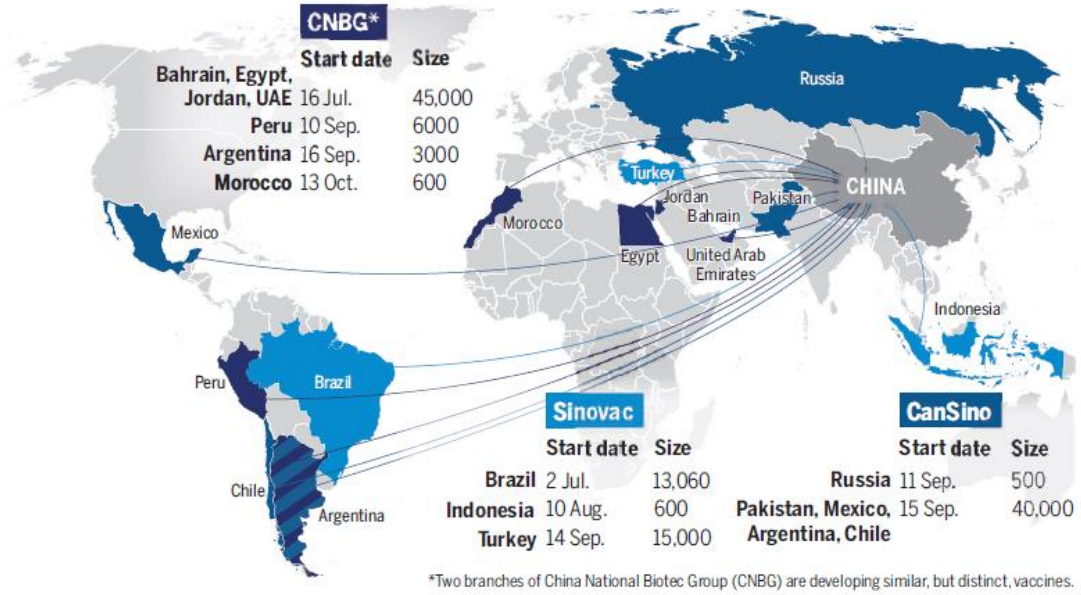 CNBG*
Start date Size
Bahrain, Egypt,
Jordan, UAE 16 Jul. 45,000
Peru 10 Sep. 6000
Argentina 16 Sep. 3000
Morocco 13 Oct. 600
Russia
Turkey
CHINA
Jordan
Pakistan
Bahrain
Morocco
Mexico
Egypt
United Arab
Emirates
Indonesia
Peru
Brazil
Chile
Argentina
Sinovac
Start date Size
Brazil 2 Jul. 13,060
Indonesia 10 Aug. 600
Turkey 14 Sep. 15,000
CanSino
Start date Size
Russia 11 Sep. 500
Pakistan, Mexico, 15 Sep. 40,000
Argentina, Chile
*Two branches of China National Biotec Group (CNBG) are developing similar, but distinct, vaccines.